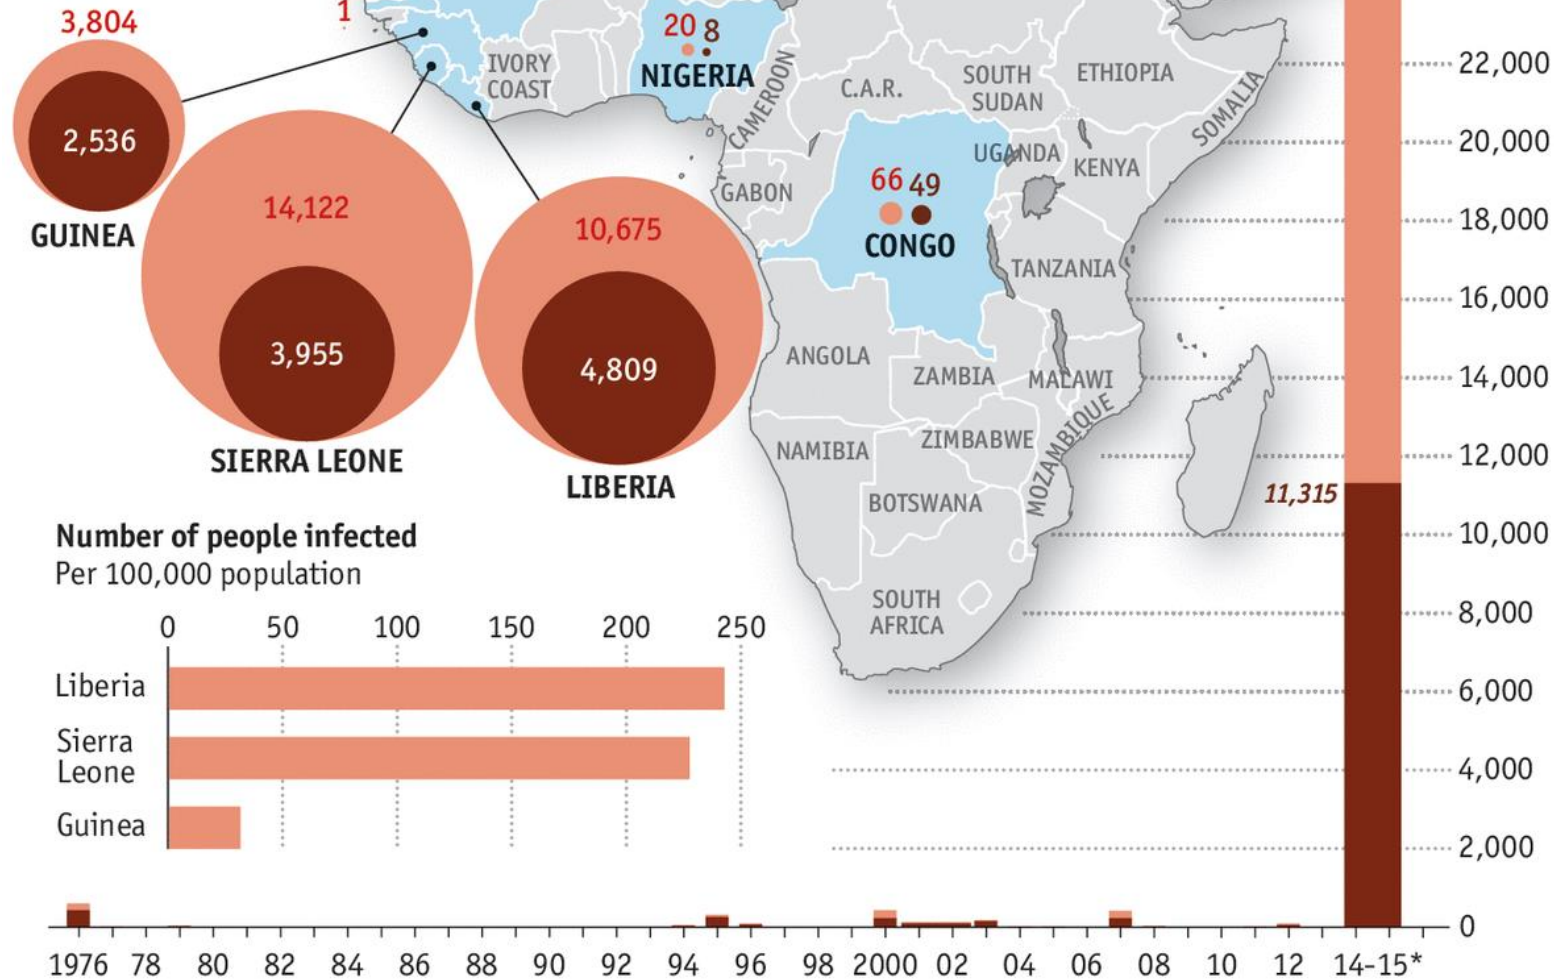 3,804
2,536
GUINEA
14,122
3,955
SIERRA LEONE
10,675
4,809
LIBERIA
1
IVORY
COAST
20 8
NIGERIA
CAMEROON
C.A.R.
SOUTH
SUDAN
ETHIOPIA
SOMALIA
UGANDA
KENYA
GABON
66 49
CONGO
TANZANIA
ANGOLA
ZAMBIA
MALAWI
MOZAMBIQUE
NAMIBIA
ZIMBABWE
BOTSWANA
SOUTH
AFRICA
Number of people infected
Per 100,000 population
0 50 100 150 200 250
Liberia
Sierra
Leone
Guinea
22,000
20,000
18,000
16,000
14,000
12,000
11,315
10,000
8,000
6,000
4,000
2,000
0
1976 78 80 82 84 86 88 90 92 94 96 98 2000 02 04 06 08 10 12 14-15*